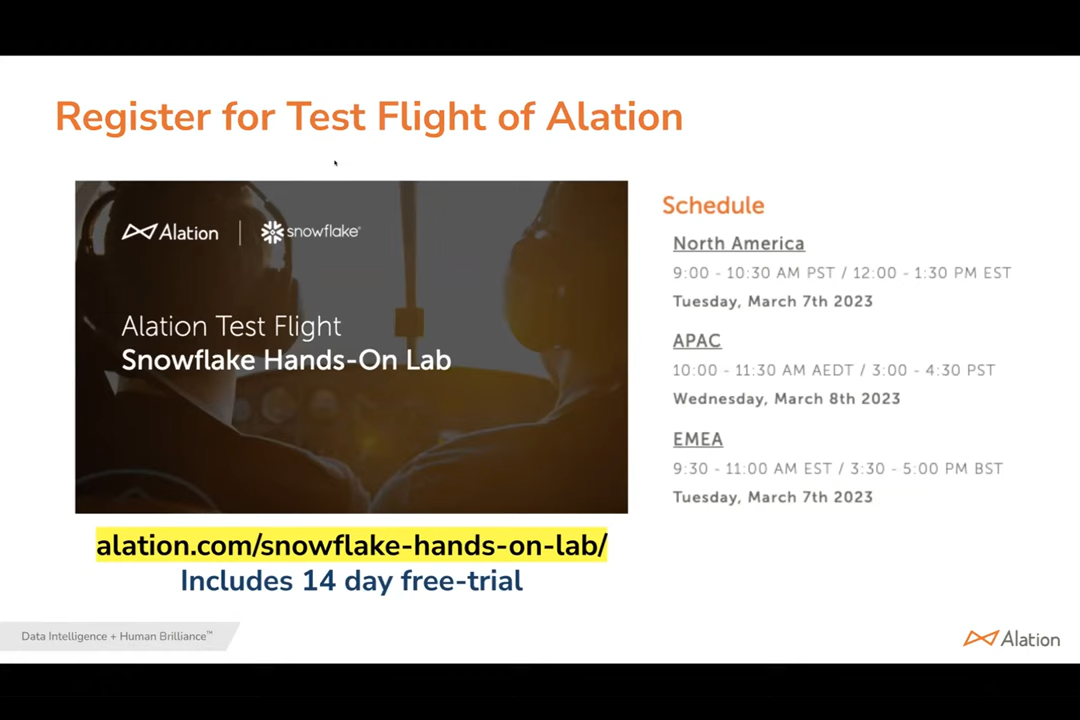 Register for Test Flight of Alation
Alation | snowflake®
Alation Test Flight
Snowflake Hands-On Lab
alation.com/snowflake-hands-on-lab/
Includes 14 day free-trial
Schedule
North America
9:00 - 10:30 AM PST / 12:00 - 1:30 PM EST
Tuesday, March 7th 2023
APAC
10:00 - 11:30 AM AEDT / 3:00 - 4:30 PST
Wednesday, March 8th 2023
EMEA
9:30 - 11:00 AM EST / 3:30 - 5:00 PM BST
Tuesday, March 7th 2023
Data Intelligence + Human Brilliance™
Alation